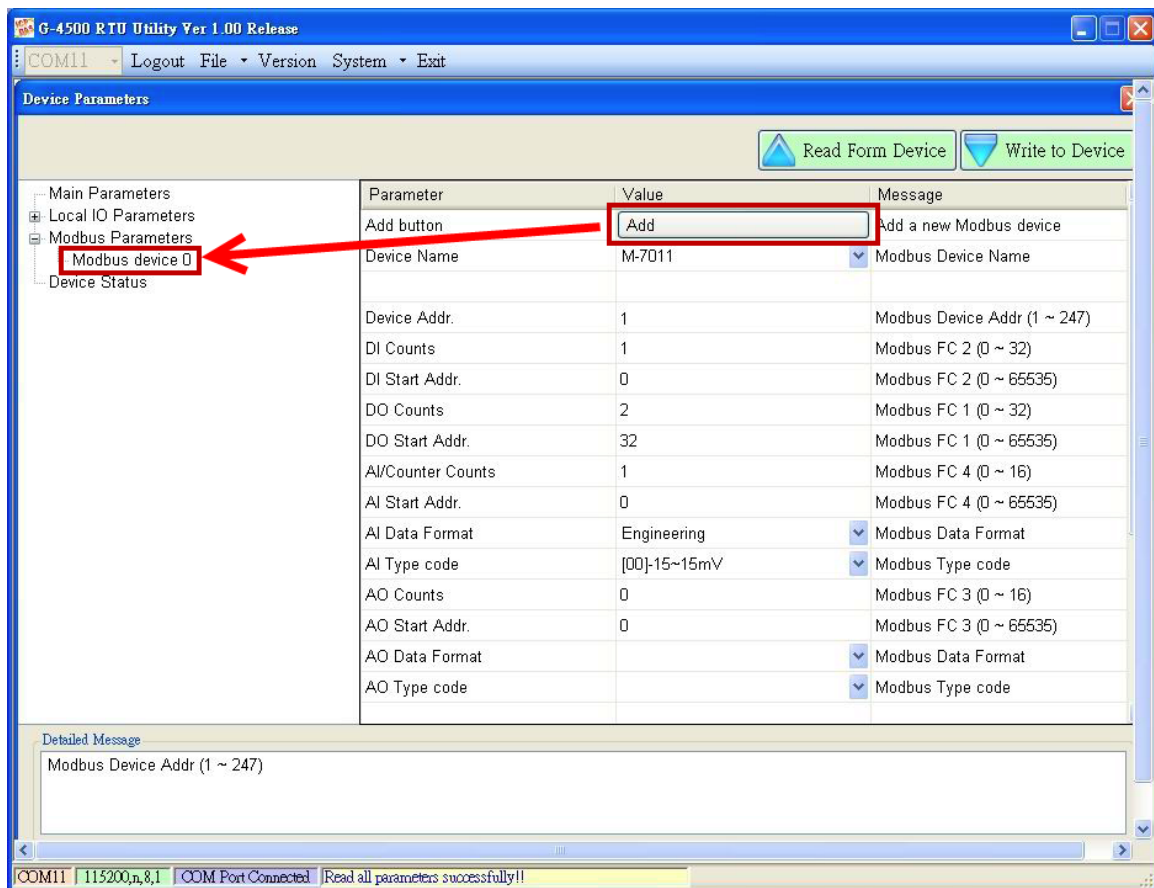 G-4500 RTU Utility Ver 1.00 Release
COM11 Logout File Version System Exit
Device Parameters
Read Form Device Write to Device
Main Parameters
Local IO Parameters
Modbus Parameters
Modbus device 0
Device Status
Parameter Value Message
Add button Add Add a new Modbus device
Device Name M-7011 Modbus Device Name
Device Addr. 1 Modbus Device Addr (1 ~ 247)
DI Counts 1 Modbus FC 2 (0 ~ 32)
DI Start Addr. 0 Modbus FC 2 (0 ~ 65535)
DO Counts 2 Modbus FC 1 (0 ~ 32)
DO Start Addr. 32 Modbus FC 1 (0 ~ 65535)
AI/Counter Counts 1 Modbus FC 4 (0 ~ 16)
AI Start Addr. 0 Modbus FC 4 (0 ~ 65535)
AI Data Format Engineering Modbus Data Format
AI Type code [00]-15~15mV Modbus Type code
AO Counts 0 Modbus FC 3 (0 ~ 16)
AO Start Addr. 0 Modbus FC 3 (0 ~ 65535)
AO Data Format Modbus Data Format
AO Type code Modbus Type code
Detailed Message
Modbus Device Addr (1 ~ 247)
COM11 115200,n,8,1 COM Port Connected Read all parameters successfully!!